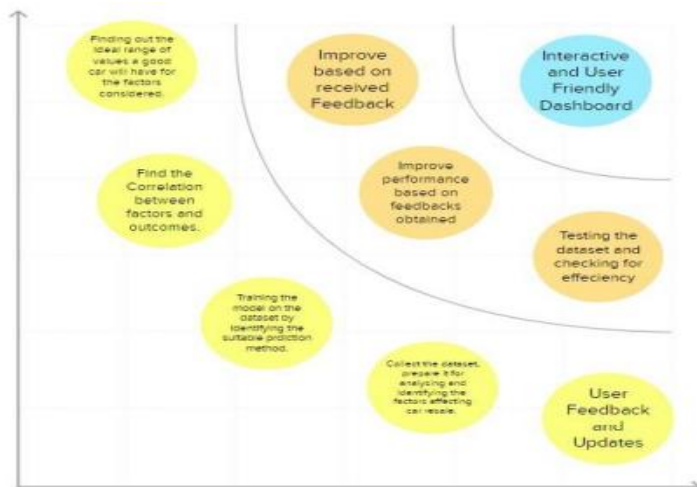 Finding out the
ideal range of
values a good
car will have for
the factors
considered.
Improve
based on
received
Feedback
Interactive
and User
Friendly
Dashboard
Find the
Correlation
between
factors and
outcomes.
Improve
performance
based on
feedbacks
obtained
Testing the
dataset and
checking for
effeciency
Training the
model on the
dataset by
identifying the
suitable prdiction
method.
Collect the dataset,
prepare it for
analysing and
identifying the
factors affecting
car resale.
User
Feedback
and
Updates